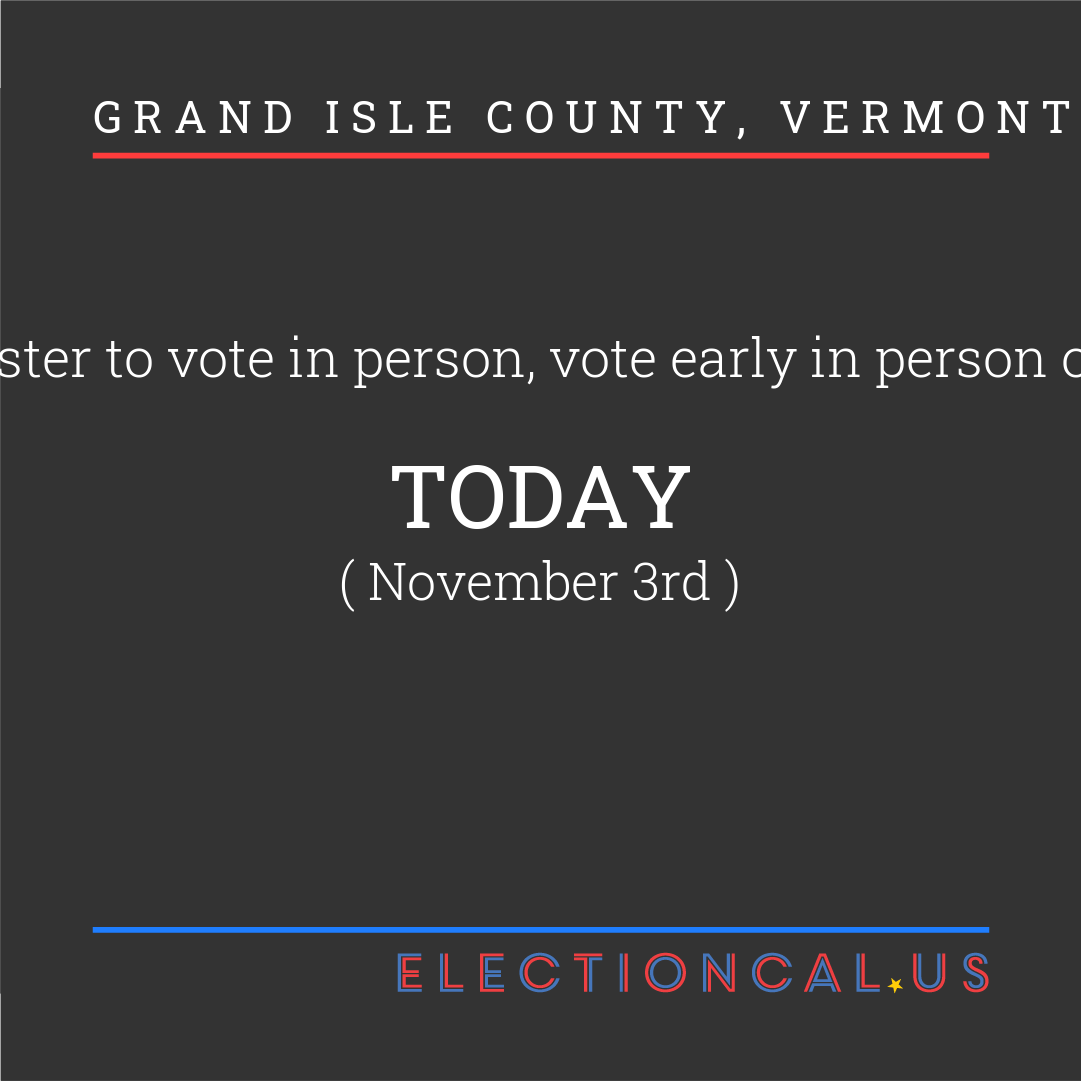 GRAND ISLE COUNTY, VERMONT
ster to vote in person, vote early in person
TODAY
( November 3rd )
ELECTIONCAL.US